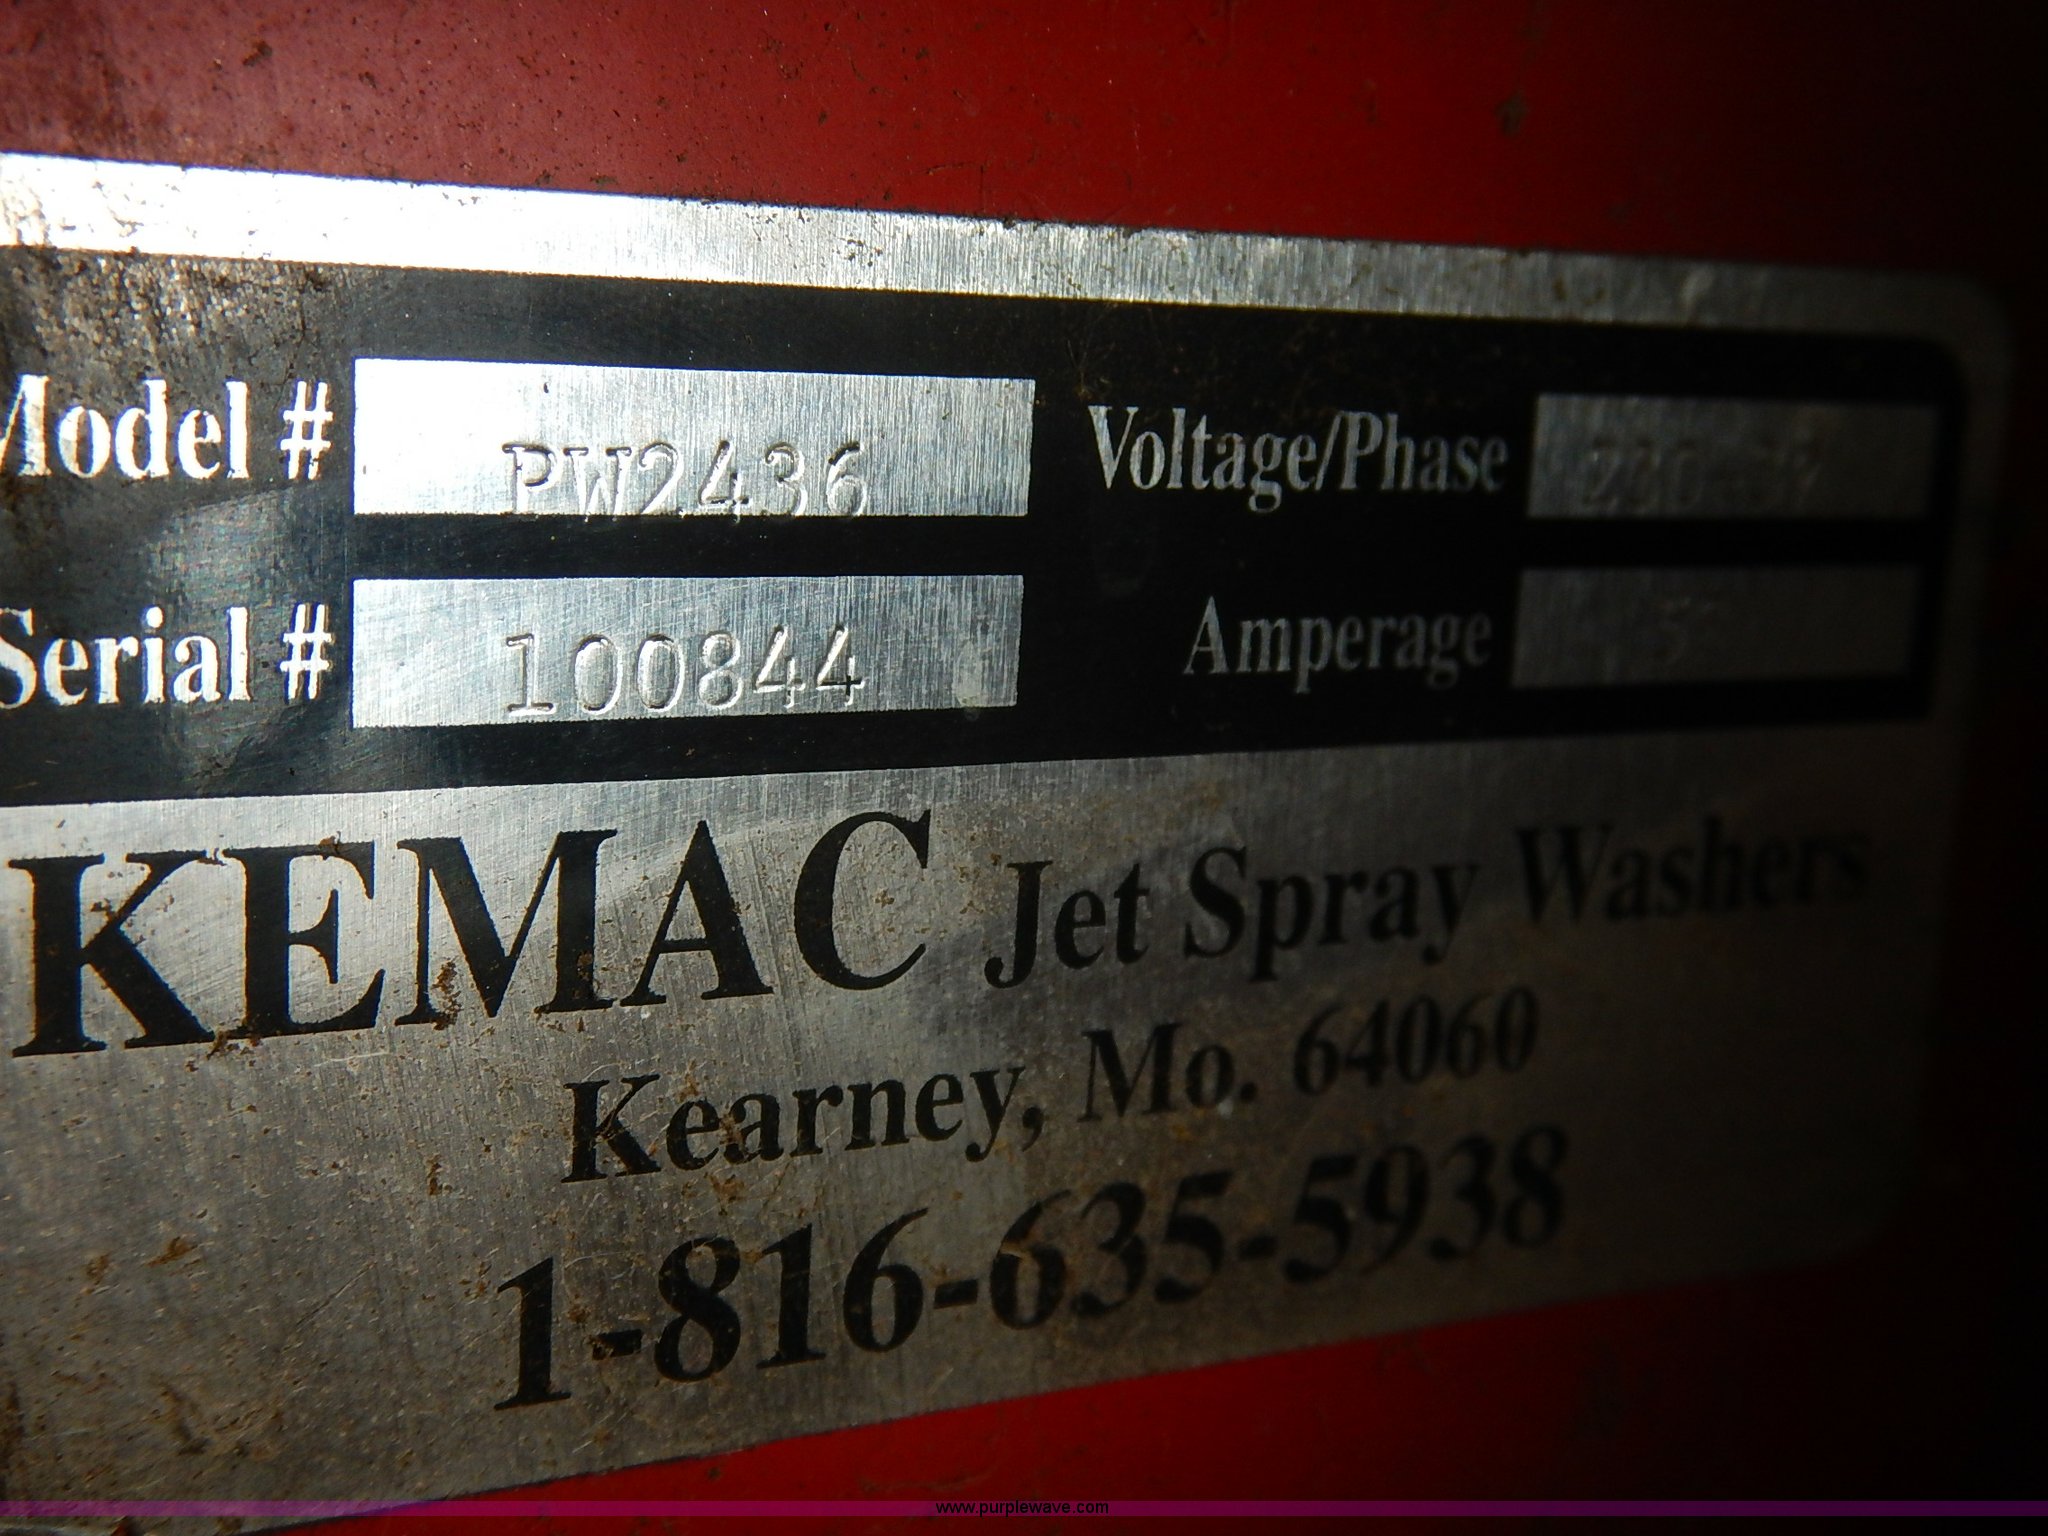 Model # PW2436 Voltage/Phase
Serial # 100844 Amperage
KEMAC Jet Spray Washers
Kearney, Mo. 64060
1-816-635-5938
www.purplewave.com